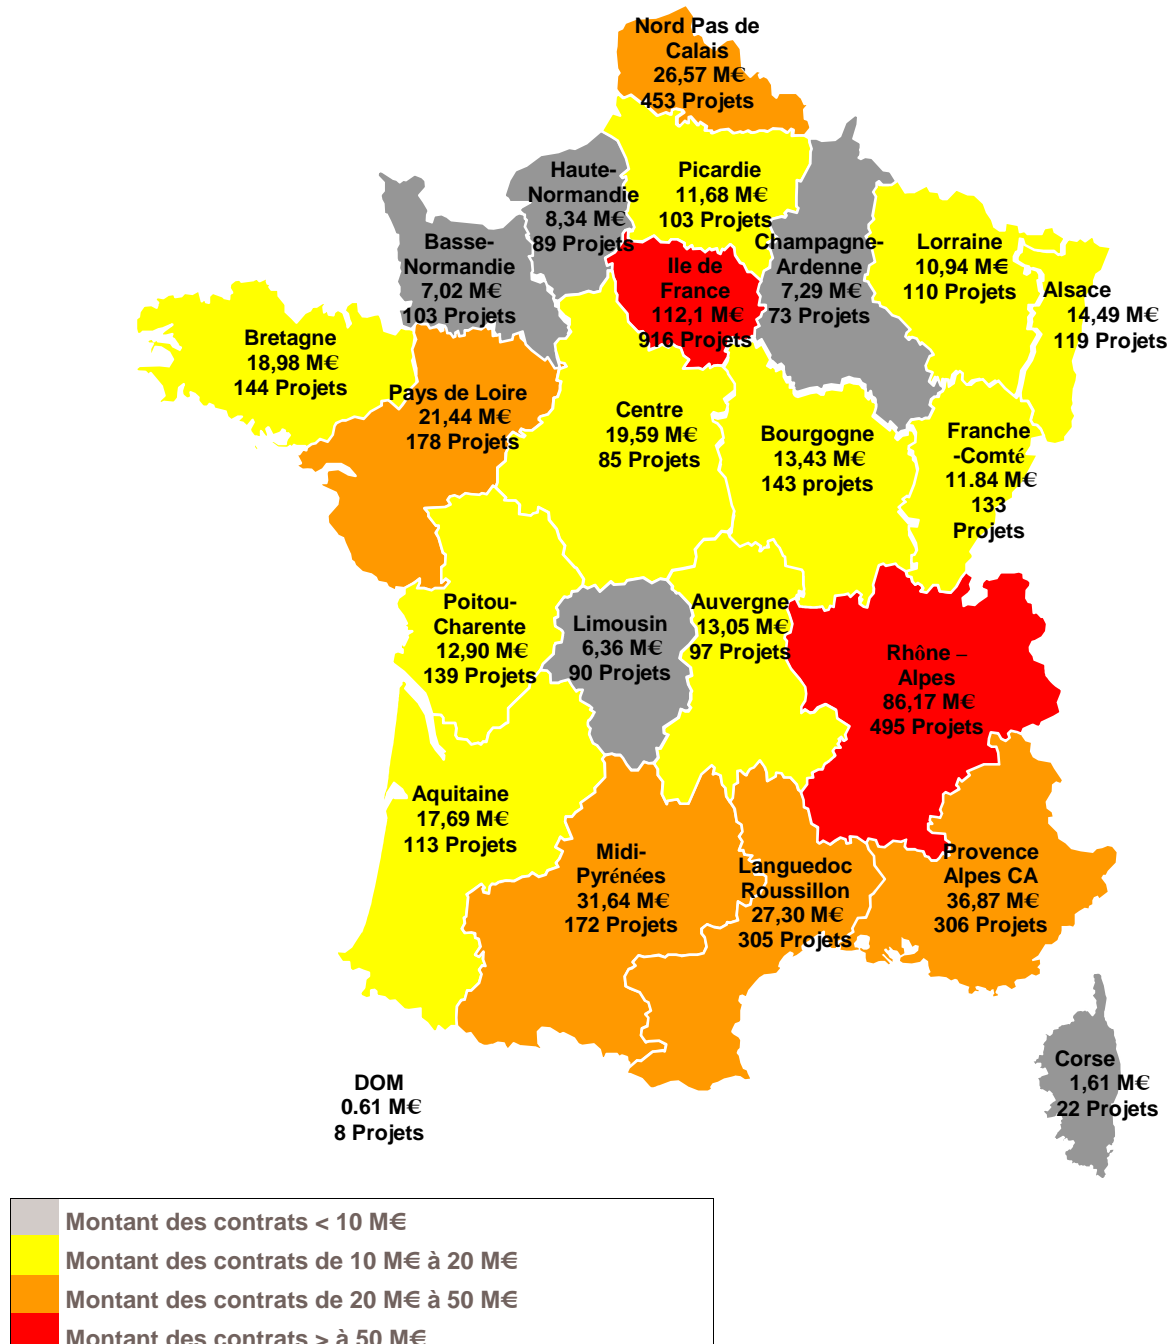 Nord Pas de
Calais
26,57 M€
453 Projets
Haute-
Normandie
8,34 M€
89 Projets
Picardie
11,68 M€
103 Projets
Basse-
Normandie
7,02 M€
103 Projets
Ile de
France
112,1 M€
916 Projets
Champagne-
Ardenne
7,29 M€
73 Projets
Lorraine
10,94 M€
110 Projets
Alsace
14,49 M€
119 Projets
Bretagne
18,98 M€
144 Projets
Pays de Loire
21,44 M€
178 Projets
Centre
19,59 M€
85 Projets
Bourgogne
13,43 M€
143 projets
Franche
-Comté
11.84 M€
133
Projets
Poitou-
Charente
12,90 M€
139 Projets
Limousin
6,36 M€
90 Projets
Auvergne
13,05 M€
97 Projets
Rhône –
Alpes
86,17 M€
495 Projets
Aquitaine
17,69 M€
113 Projets
Midi-
Pyrénées
31,64 M€
172 Projets
Languedoc
Roussillon
27,30 M€
305 Projets
Provence
Alpes CA
36,87 M€
306 Projets
Corse
1,61 M€
22 Projets
DOM
0.61 M€
8 Projets
Montant des contrats < 10 M€
Montant des contrats de 10 M€ à 20 M€
Montant des contrats de 20 M€ à 50 M€
Montant des contrats > à 50 M€